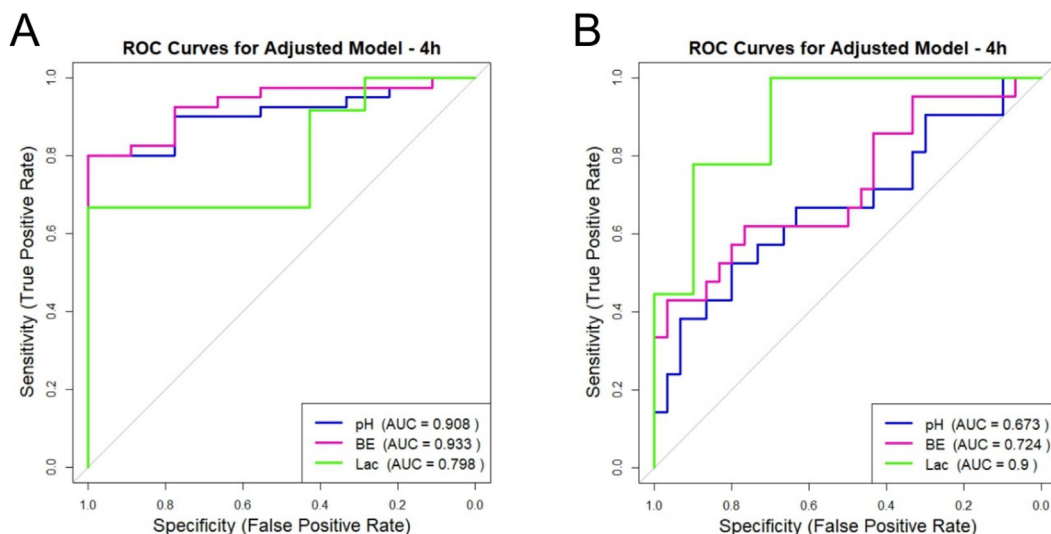 A
ROC Curves for Adjusted Model - 4h
Sensitivity (True Positive Rate)
1.0
0.8
0.6
0.4
0.2
0.0
pH (AUC = 0.908 )
BE (AUC = 0.933 )
Lac (AUC = 0.798 )
1.0 0.8 0.6 0.4 0.2 0.0
Specificity (False Positive Rate)
B
ROC Curves for Adjusted Model - 4h
Sensitivity (True Positive Rate)
1.0
0.8
0.6
0.4
0.2
0.0
pH (AUC = 0.673 )
BE (AUC = 0.724 )
Lac (AUC = 0.9 )
1.0 0.8 0.6 0.4 0.2 0.0
Specificity (False Positive Rate)